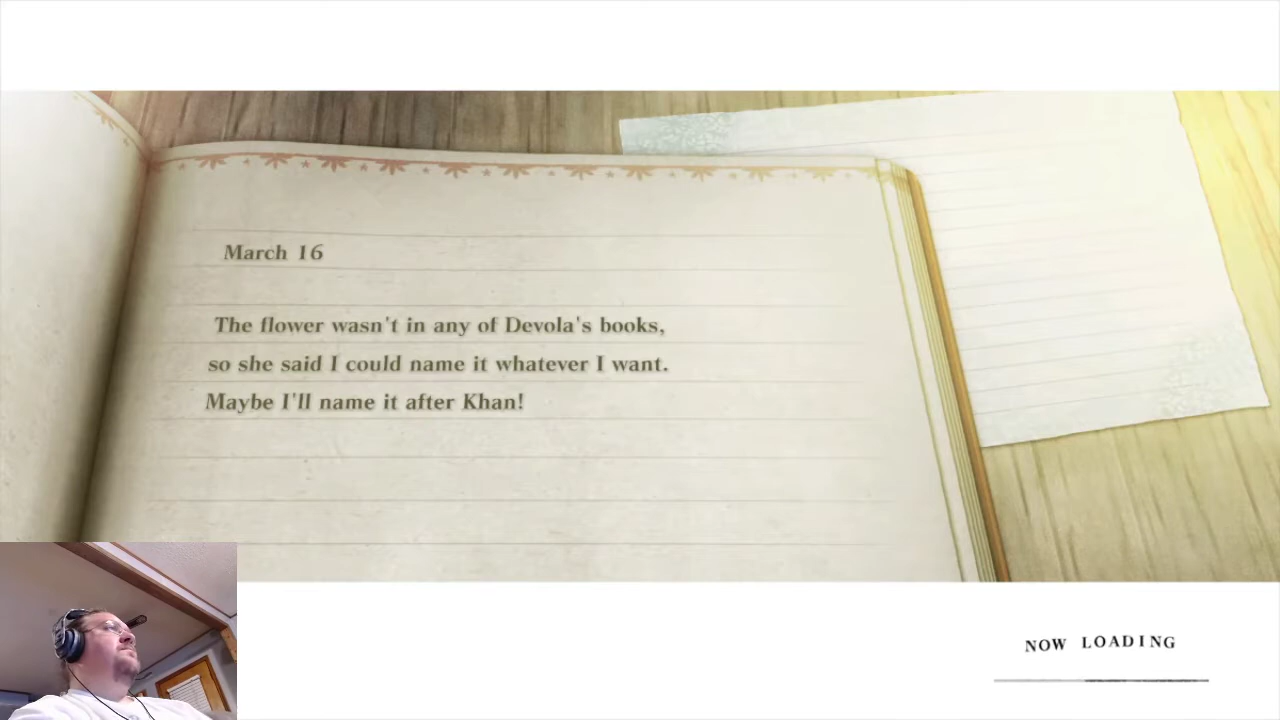 March 16
The flower wasn't in any of Devola's books,
so she said I could name it whatever I want.
Maybe I'll name it after Khan!
NOW LOADING